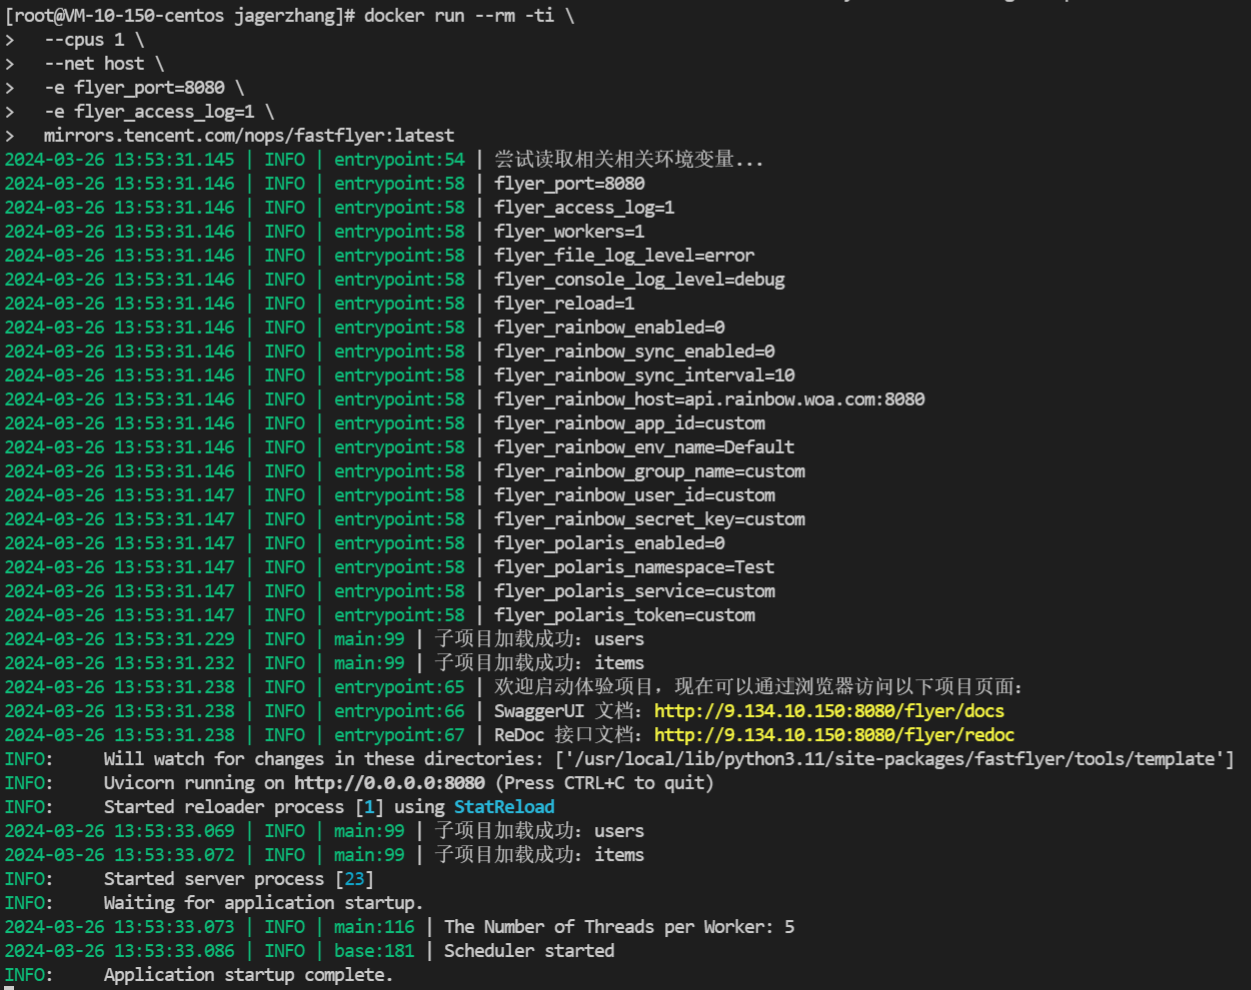 [root@VM-10-150-centos jagerzhang]# docker run --rm -ti \
>   --cpus 1 \
>   --net host \
>   -e flyer_port=8080 \
>   -e flyer_access_log=1 \
>   mirrors.tencent.com/nops/fastflyer:latest
2024-03-26 13:53:31.145 | INFO | entrypoint:54 | 尝试读取相关相关环境变量...
2024-03-26 13:53:31.146 | INFO | entrypoint:58 | flyer_port=8080
2024-03-26 13:53:31.146 | INFO | entrypoint:58 | flyer_access_log=1
2024-03-26 13:53:31.146 | INFO | entrypoint:58 | flyer_workers=1
2024-03-26 13:53:31.146 | INFO | entrypoint:58 | flyer_file_log_level=error
2024-03-26 13:53:31.146 | INFO | entrypoint:58 | flyer_console_log_level=debug
2024-03-26 13:53:31.146 | INFO | entrypoint:58 | flyer_reload=1
2024-03-26 13:53:31.146 | INFO | entrypoint:58 | flyer_rainbow_enabled=0
2024-03-26 13:53:31.146 | INFO | entrypoint:58 | flyer_rainbow_sync_enabled=0
2024-03-26 13:53:31.146 | INFO | entrypoint:58 | flyer_rainbow_sync_interval=10
2024-03-26 13:53:31.146 | INFO | entrypoint:58 | flyer_rainbow_host=api.rainbow.woa.com:8080
2024-03-26 13:53:31.146 | INFO | entrypoint:58 | flyer_rainbow_app_id=custom
2024-03-26 13:53:31.146 | INFO | entrypoint:58 | flyer_rainbow_env_name=Default
2024-03-26 13:53:31.146 | INFO | entrypoint:58 | flyer_rainbow_group_name=custom
2024-03-26 13:53:31.147 | INFO | entrypoint:58 | flyer_rainbow_user_id=custom
2024-03-26 13:53:31.147 | INFO | entrypoint:58 | flyer_rainbow_secret_key=custom
2024-03-26 13:53:31.147 | INFO | entrypoint:58 | flyer_polaris_enabled=0
2024-03-26 13:53:31.147 | INFO | entrypoint:58 | flyer_polaris_namespace=Test
2024-03-26 13:53:31.147 | INFO | entrypoint:58 | flyer_polaris_service=custom
2024-03-26 13:53:31.147 | INFO | entrypoint:58 | flyer_polaris_token=custom
2024-03-26 13:53:31.229 | INFO | main:99 | 子项目加载成功：users
2024-03-26 13:53:31.232 | INFO | main:99 | 子项目加载成功：items
2024-03-26 13:53:31.238 | INFO | entrypoint:65 | 欢迎启动体验项目，现在可以通过浏览器访问以下项目页面：
2024-03-26 13:53:31.238 | INFO | entrypoint:66 | SwaggerUI 文档：http://9.134.10.150:8080/flyer/docs
2024-03-26 13:53:31.238 | INFO | entrypoint:67 | ReDoc 接口文档：http://9.134.10.150:8080/flyer/redoc
INFO:     Will watch for changes in these directories: ['/usr/local/lib/python3.11/site-packages/fastflyer/tools/template']
INFO:     Uvicorn running on http://0.0.0.0:8080 (Press CTRL+C to quit)
INFO:     Started reloader process [1] using StatReload
2024-03-26 13:53:33.069 | INFO | main:99 | 子项目加载成功：users
2024-03-26 13:53:33.072 | INFO | main:99 | 子项目加载成功：items
INFO:     Started server process [23]
INFO:     Waiting for application startup.
2024-03-26 13:53:33.073 | INFO | main:116 | The Number of Threads per Worker: 5
2024-03-26 13:53:33.086 | INFO | base:181 | Scheduler started
INFO:     Application startup complete.